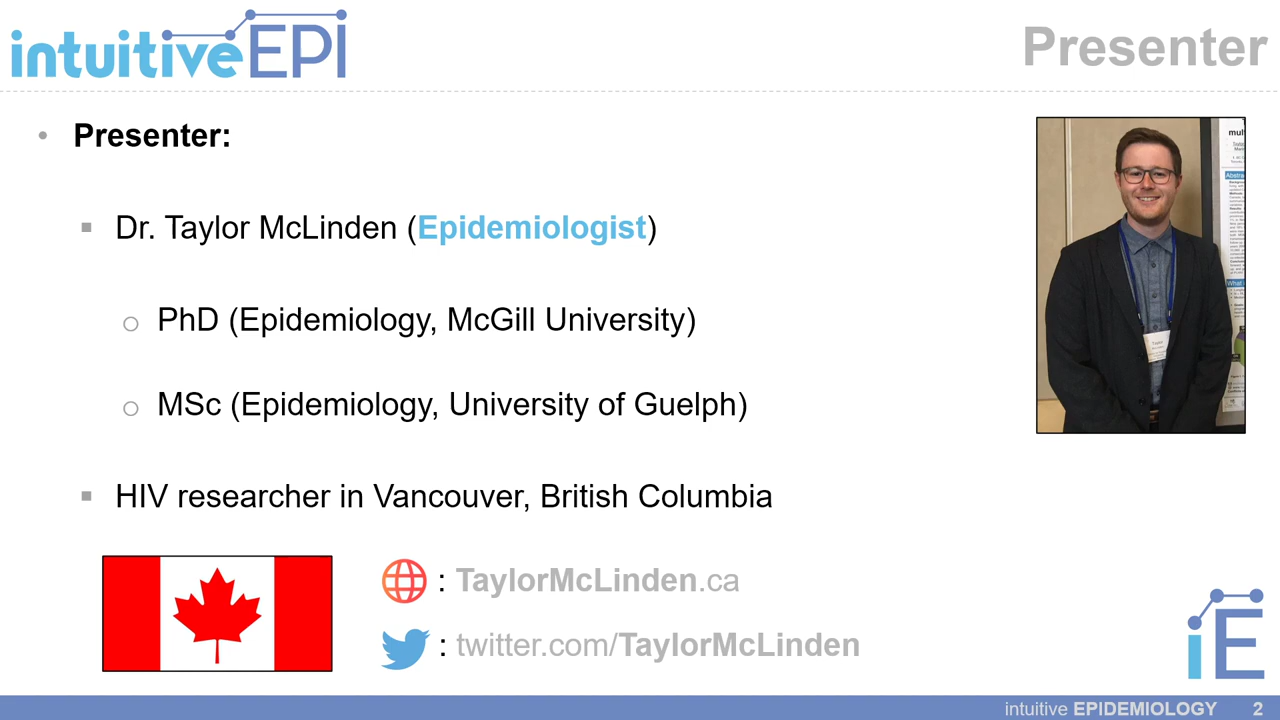 intuitiveEPI
Presenter
• Presenter:
▪ Dr. Taylor McLinden (Epidemiologist)
o PhD (Epidemiology, McGill University)
o MSc (Epidemiology, University of Guelph)
▪ HIV researcher in Vancouver, British Columbia
: TaylorMcLinden.ca
: twitter.com/TaylorMcLinden
iE
intuitive EPIDEMIOLOGY 2